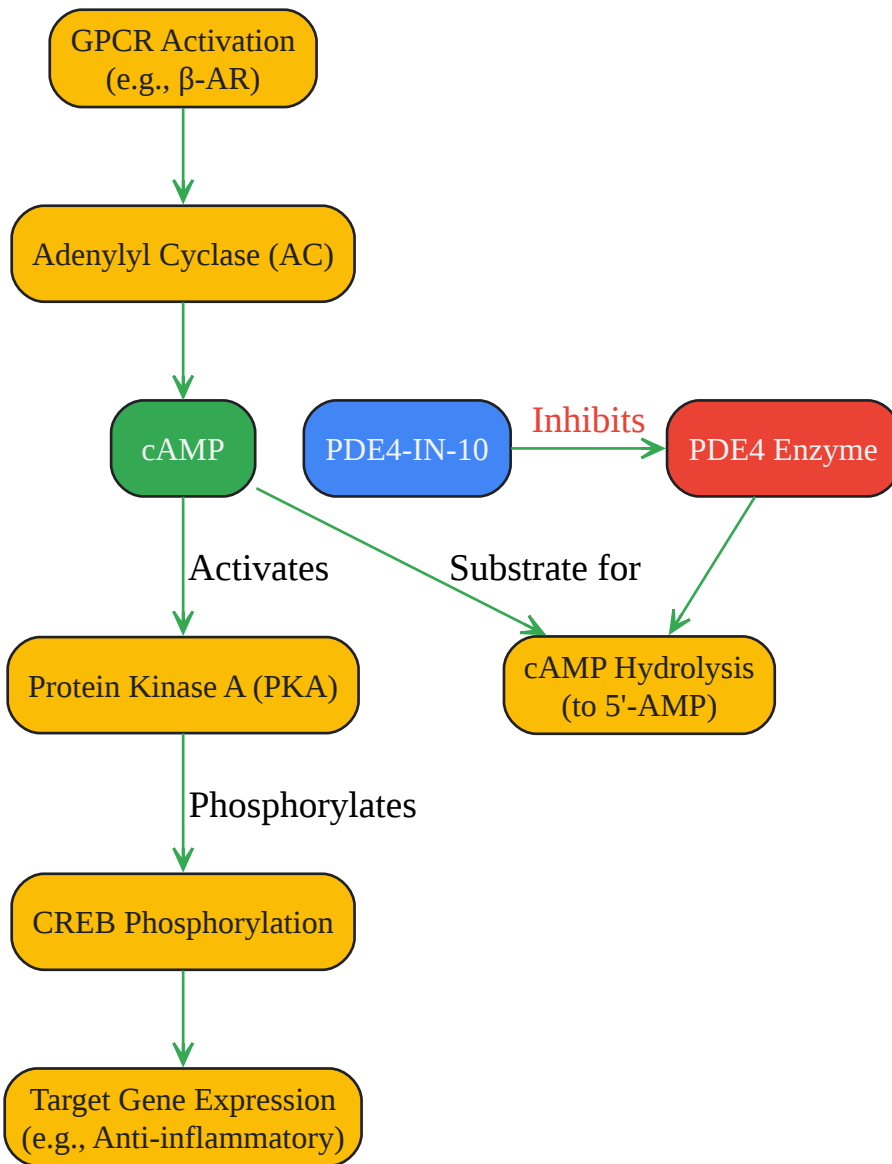 GPCR Activation
(e.g., β-AR)
Adenylyl Cyclase (AC)
cAMP
PDE4-IN-10
Inhibits
PDE4 Enzyme
Activates
Substrate for
Protein Kinase A (PKA)
cAMP Hydrolysis
(to 5'-AMP)
Phosphorylates
CREB Phosphorylation
Target Gene Expression
(e.g., Anti-inflammatory)